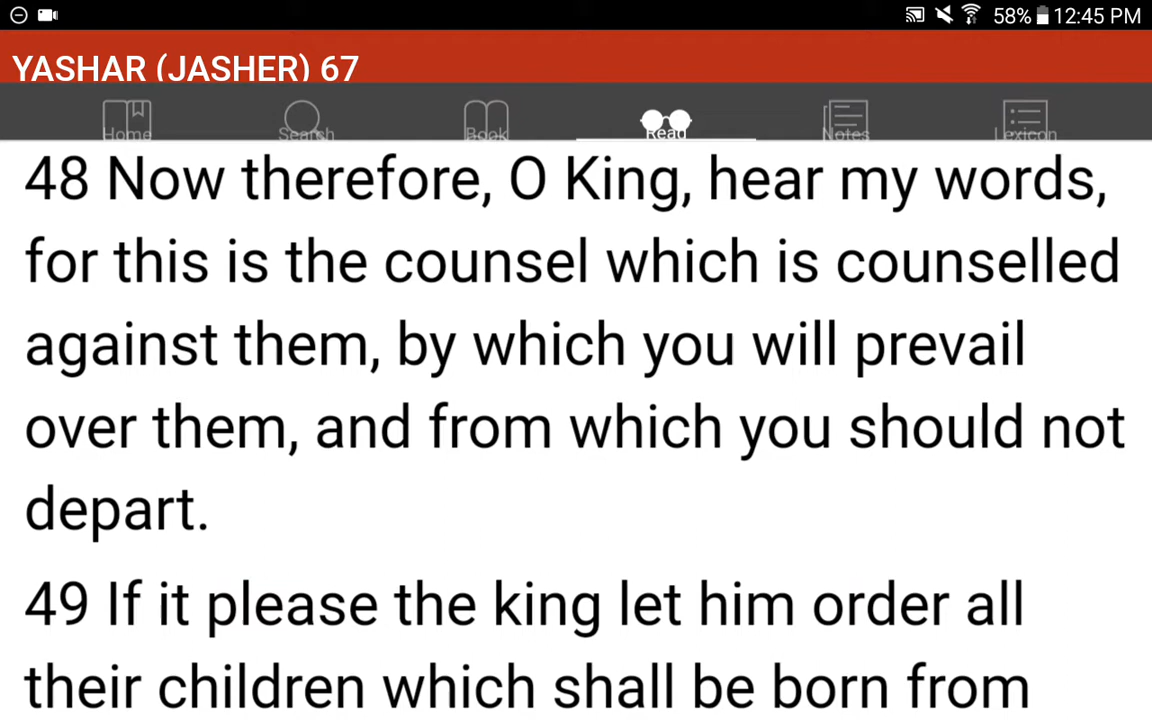 58% 12:45 PM
YASHAR (JASHER) 67
Home Search Book Read Notes Lexicon
48 Now therefore, O King, hear my words,
for this is the counsel which is counselled
against them, by which you will prevail
over them, and from which you should not
depart.
49 If it please the king let him order all
their children which shall be born from